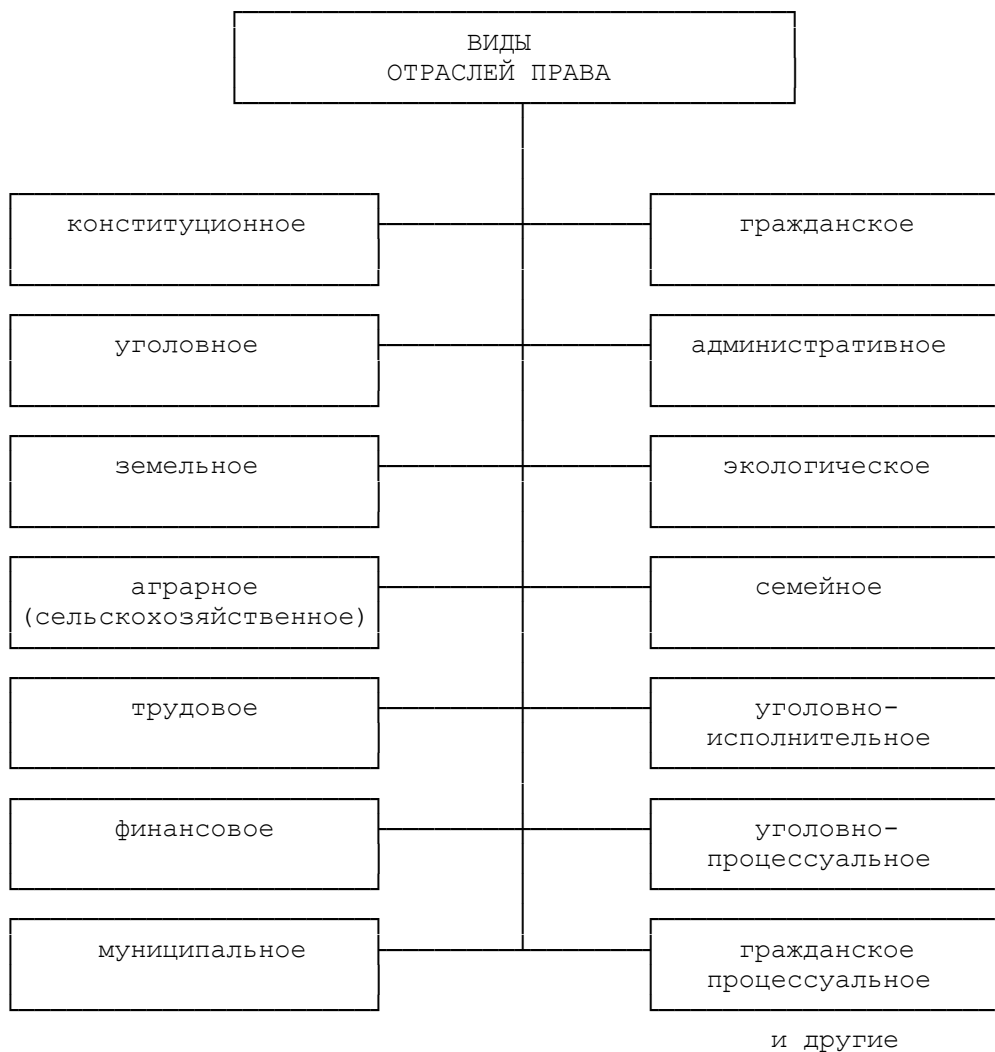 ВИДЫ
ОТРАСЛЕЙ ПРАВА
конституционное
гражданское
уголовное
административное
земельное
экологическое
аграрное
(сельскохозяйственное)
семейное
трудовое
уголовно-
исполнительное
финансовое
уголовно-
процессуальное
муниципальное
гражданское
процессуальное
и другие